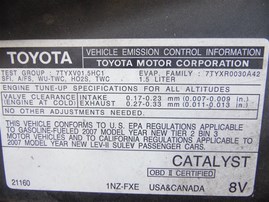 TOYOTA
VEHICLE EMISSION CONTROL INFORMATION
TOYOTA MOTOR CORPORATION
TEST GROUP : 7TYXV01.5HC1 EVAP. FAMILY : 7TYXR0030A42
SFI, A/FS, WU-TWC, HO2S, TWC 1.5 LITER
ENGINE TUNE-UP SPECIFICATIONS FOR ALL ALTITUDES
VALVE CLEARANCE INTAKE 0.17-0.23 mm (0.007-0.009 in.)
(engine at cold) EXHAUST 0.27-0.33 mm (0.011-0.013 in.)
NO OTHER ADJUSTMENTS NEEDED.
THIS VEHICLE CONFORMS TO U.S. EPA REGULATIONS APPLICABLE
TO GASOLINE-FUELED 2007 MODEL YEAR NEW TIER 2 BIN 3
MOTOR VEHICLES AND TO CALIFORNIA REGULATIONS APPLICABLE TO
2007 MODEL YEAR NEW LEV-II SULEV PASSENGER CARS.
CATALYST
OBD II CERTIFIED
21160 1NZ-FXE USA&CANADA 8V